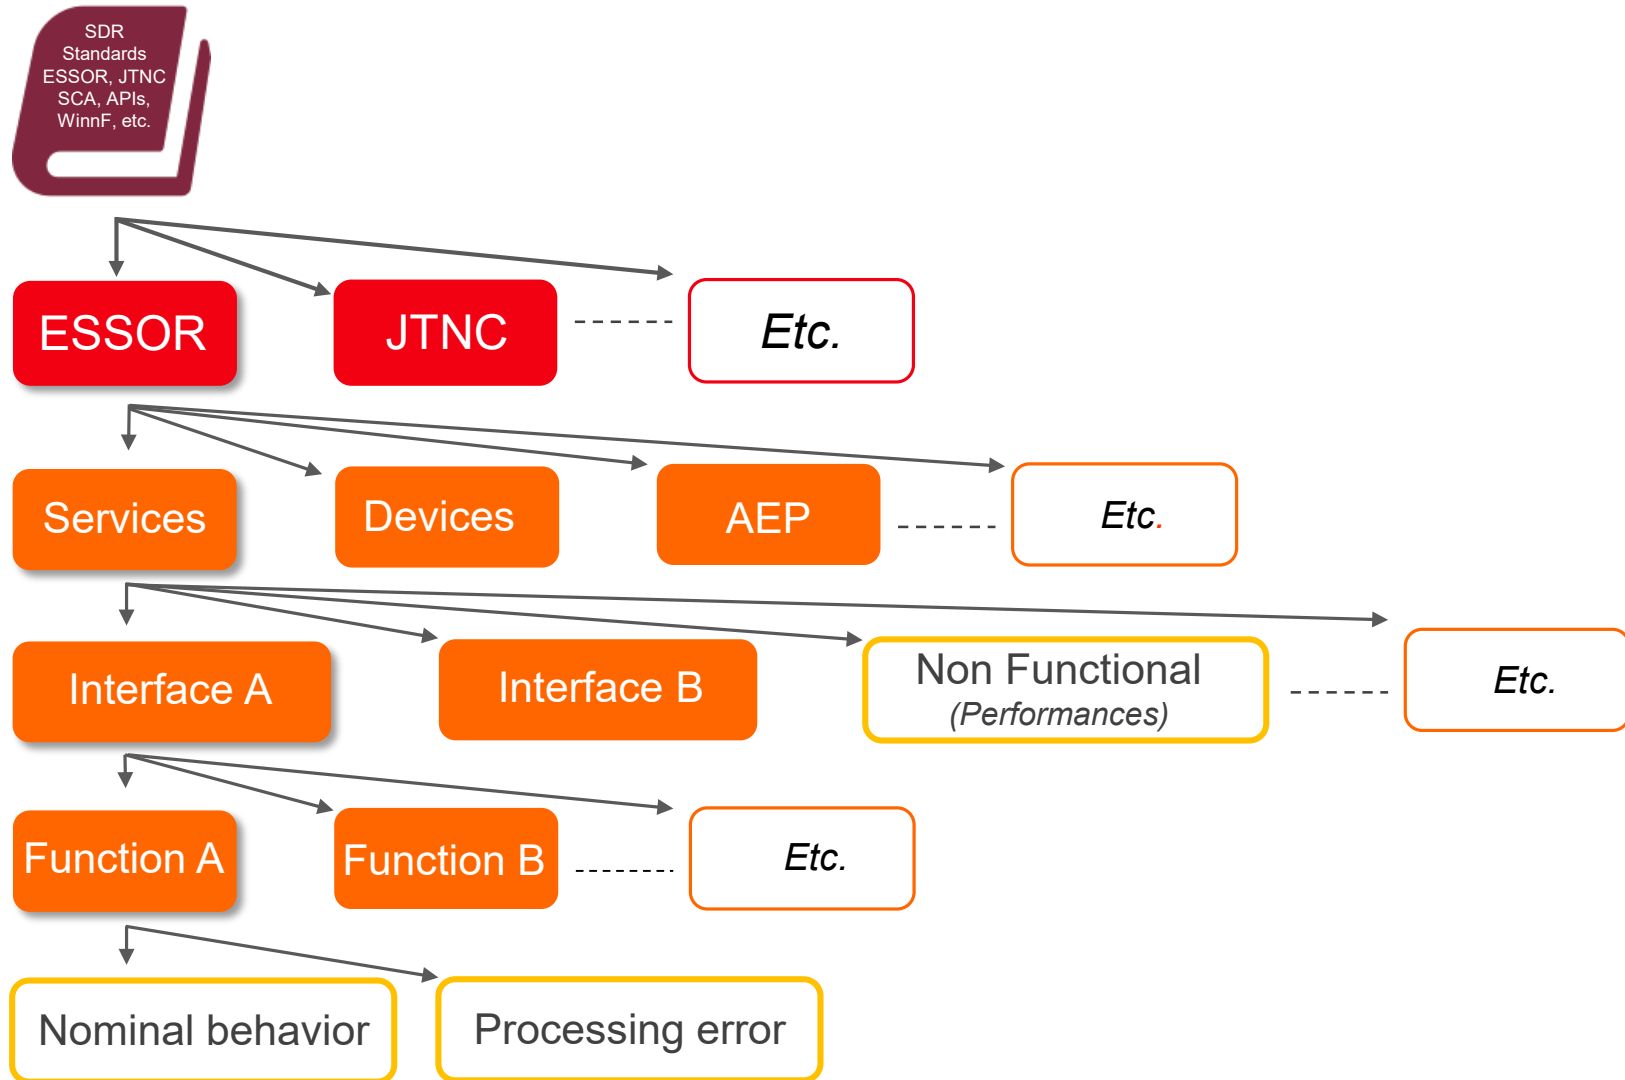 SDR
Standards
ESSOR, JTNC
SCA, APIs,
WinnF, etc.
ESSOR
JTNC
Etc.
Services
Devices
AEP
Etc.
Interface A
Interface B
Non Functional
(Performances)
Etc.
Function A
Function B
Etc.
Nominal behavior
Processing error